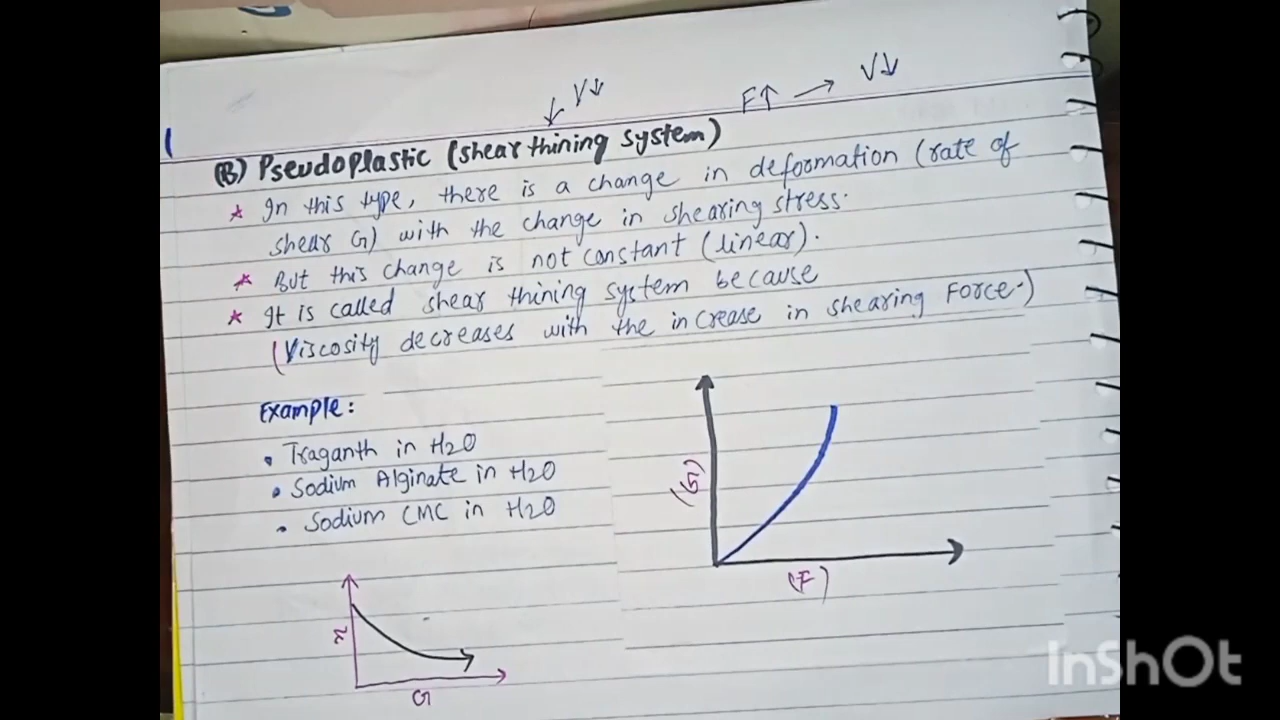 V↓
F↑ → V↓
(B) Pseudoplastic (shear thining system)
* In this type, there is a change in deformation (rate of
shear G) with the change in shearing stress.
* But this change is not constant (linear).
* It is called shear thining system because
(Viscosity decreases with the increase in shearing Force.)
Example:
• Traganth in H2O
• Sodium Alginate in H2O
• Sodium CMC in H2O
(G)
(F)
η
G
InShOt